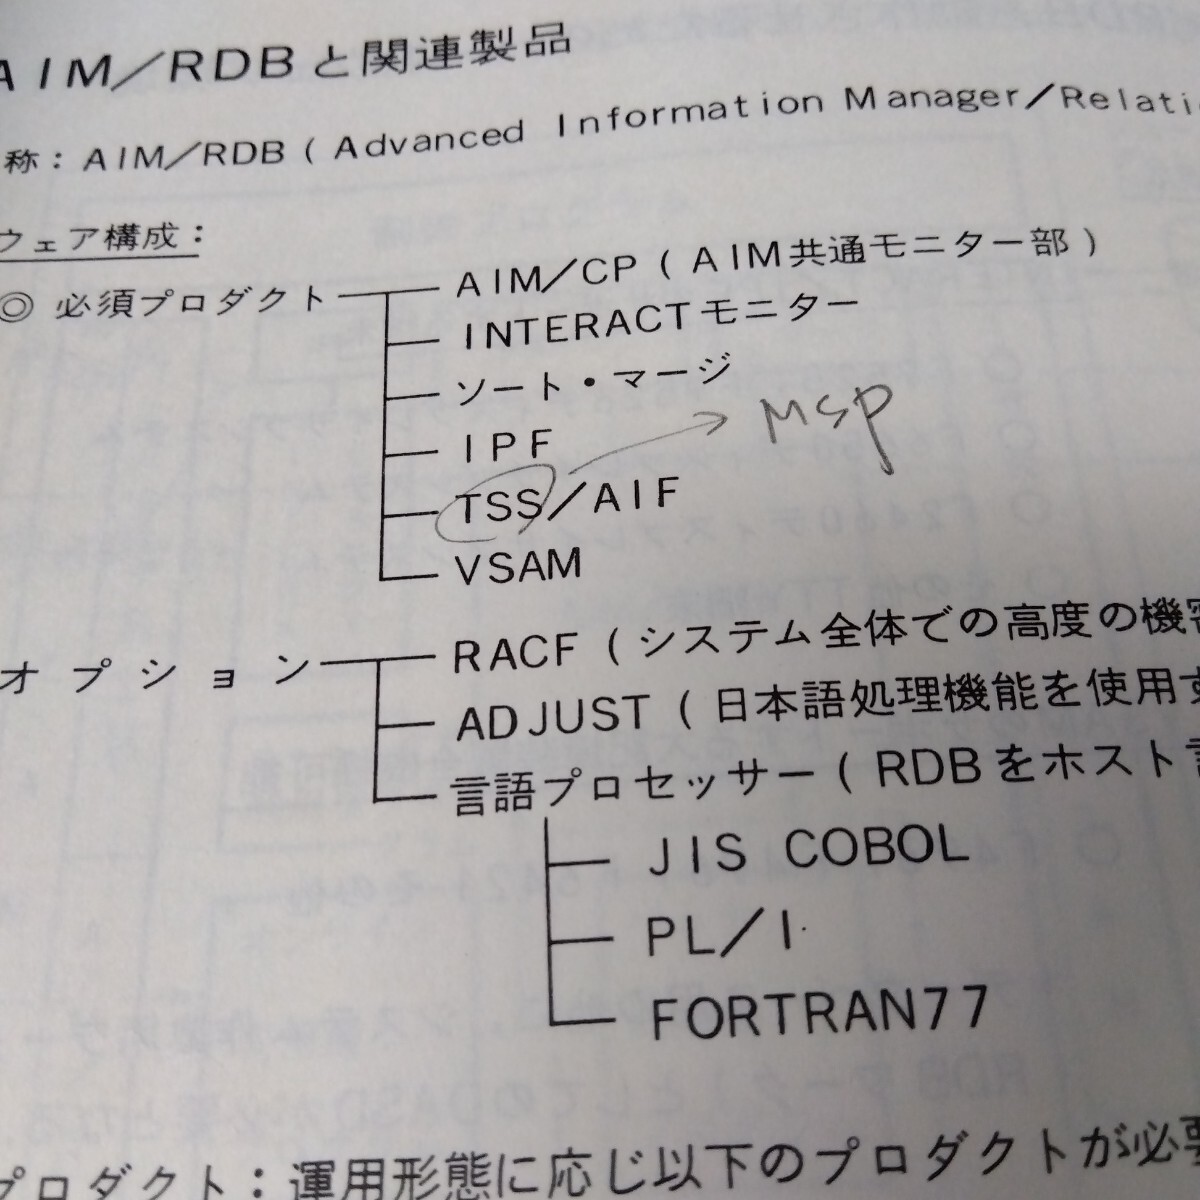 AIM/RDBと関連製品
称:AIM/RDB(Advanced Information Manager/Relati
ウェア構成:
◎必須プロダクト
AIM/CP(AIM共通モニター部)
INTERACTモニター
ソート・マージ
IPF
TSS/AIF
MSP
VSAM
オプション
RACF(システム全体での高度の機密
ADJUST(日本語処理機能を使用す
言語プロセッサー(RDBをホスト言
JIS COBOL
PL/I
FORTRAN77
プロダクト:運用形態に応じ以下のプロダクトが必要